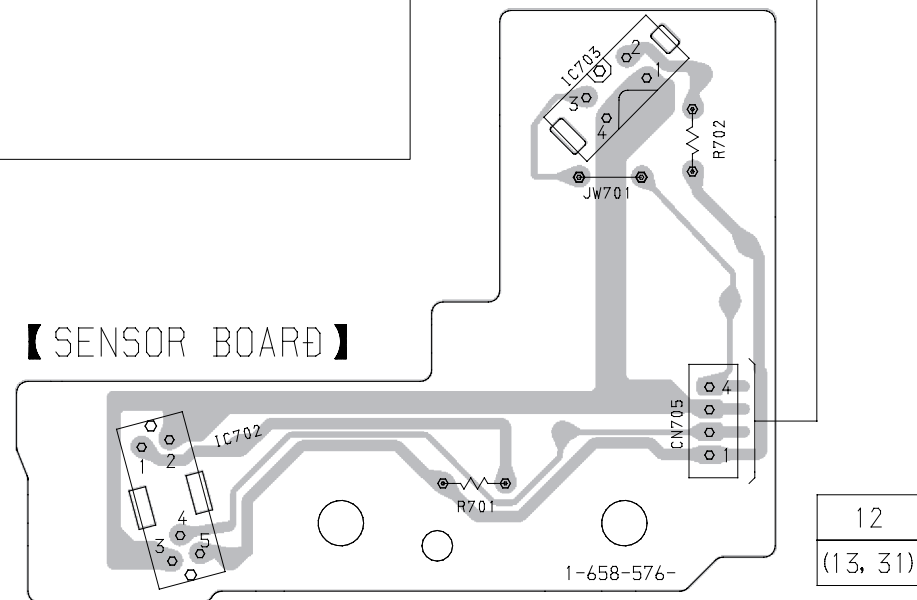 IC703
2
1
3
4
R702
JW701
【SENSOR BOARD】
4
CN705
1
IC702
1
2
4
3
5
R701
1-658-576-
12
(13, 31)